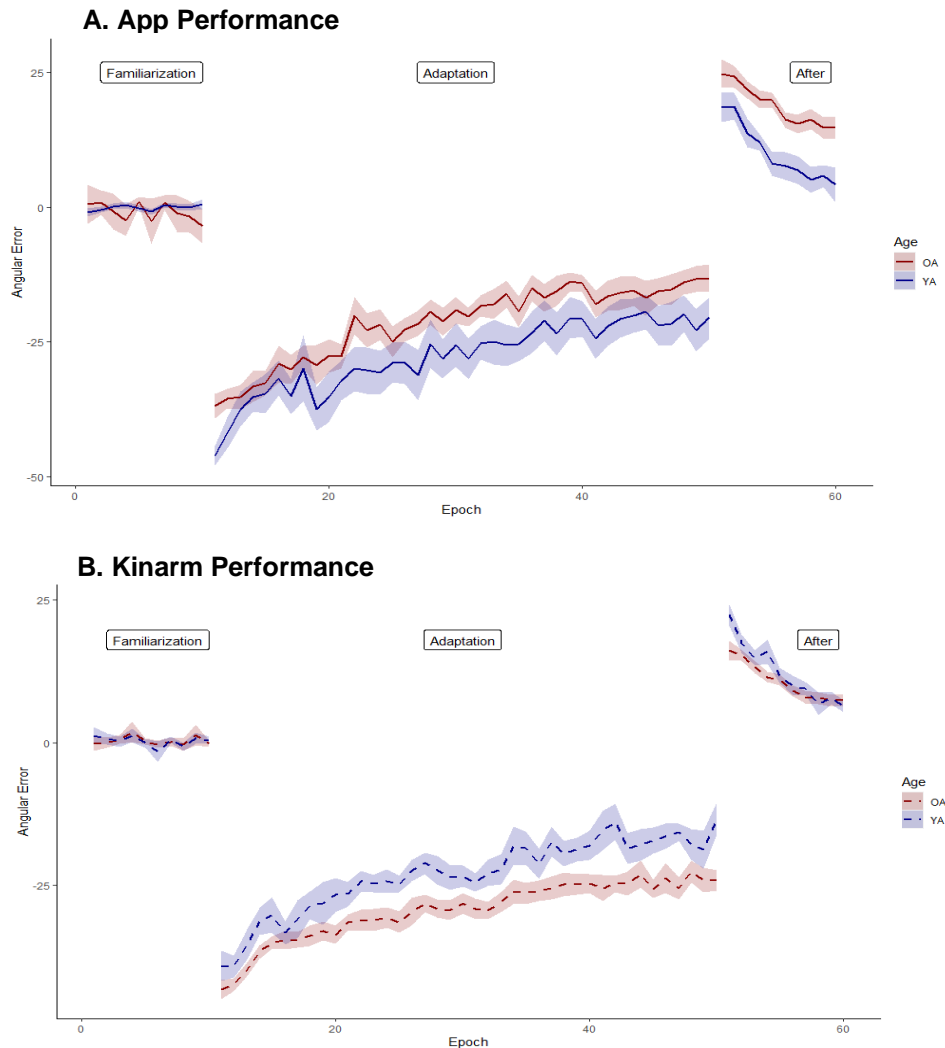 A. App Performance
25
0
-25
-50
Angular Error
Familiarization
Adaptation
After
0
20
40
60
Epoch
Age
OA
YA
B. Kinarm Performance
25
0
-25
Angular Error
Familiarization
Adaptation
After
0
20
40
60
Epoch
Age
OA
YA